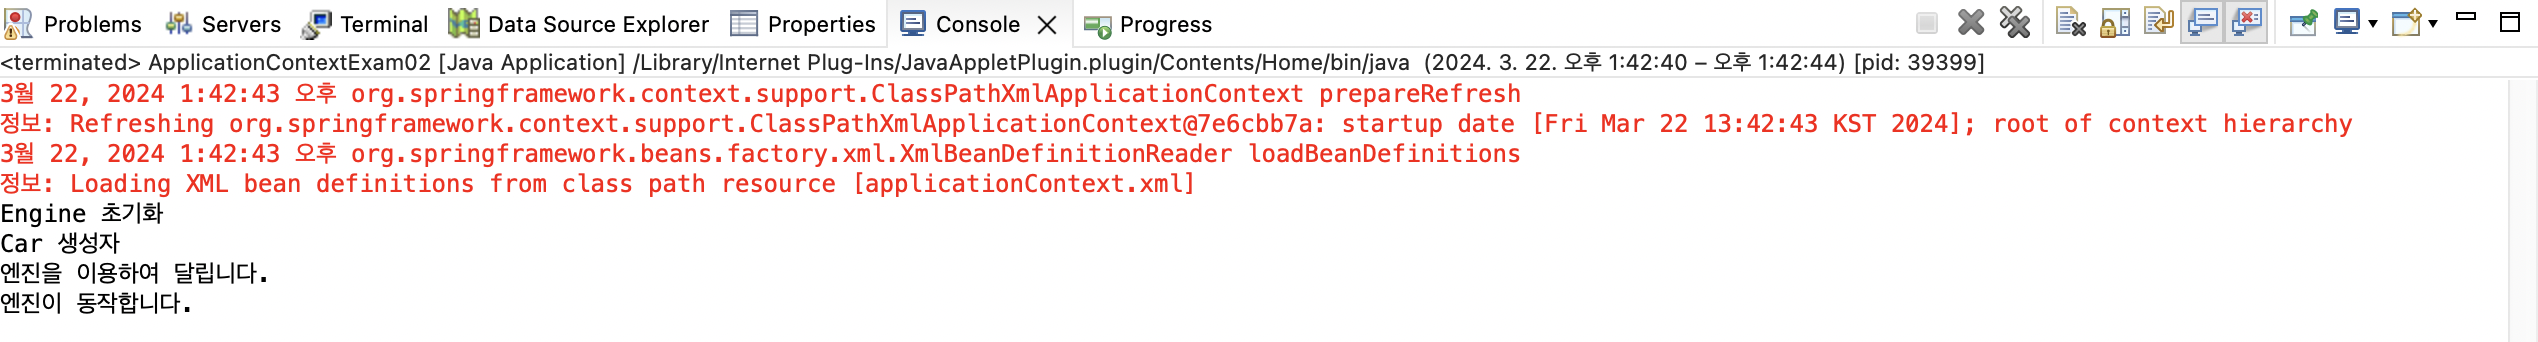 Problems Servers Terminal Data Source Explorer Properties Console Progress
<terminated> ApplicationContextExam02 [Java Application] /Library/Internet Plug-Ins/JavaAppletPlugin.plugin/Contents/Home/bin/java (2024. 3. 22. 오후 1:42:40 – 오후 1:42:44) [pid: 39399]
3월 22, 2024 1:42:43 오후 org.springframework.context.support.ClassPathXmlApplicationContext prepareRefresh
정보: Refreshing org.springframework.context.support.ClassPathXmlApplicationContext@7e6cbb7a: startup date [Fri Mar 22 13:42:43 KST 2024]; root of context hierarchy
3월 22, 2024 1:42:43 오후 org.springframework.beans.factory.xml.XmlBeanDefinitionReader loadBeanDefinitions
정보: Loading XML bean definitions from class path resource [applicationContext.xml]
Engine 초기화
Car 생성자
엔진을 이용하여 달립니다.
엔진이 동작합니다.